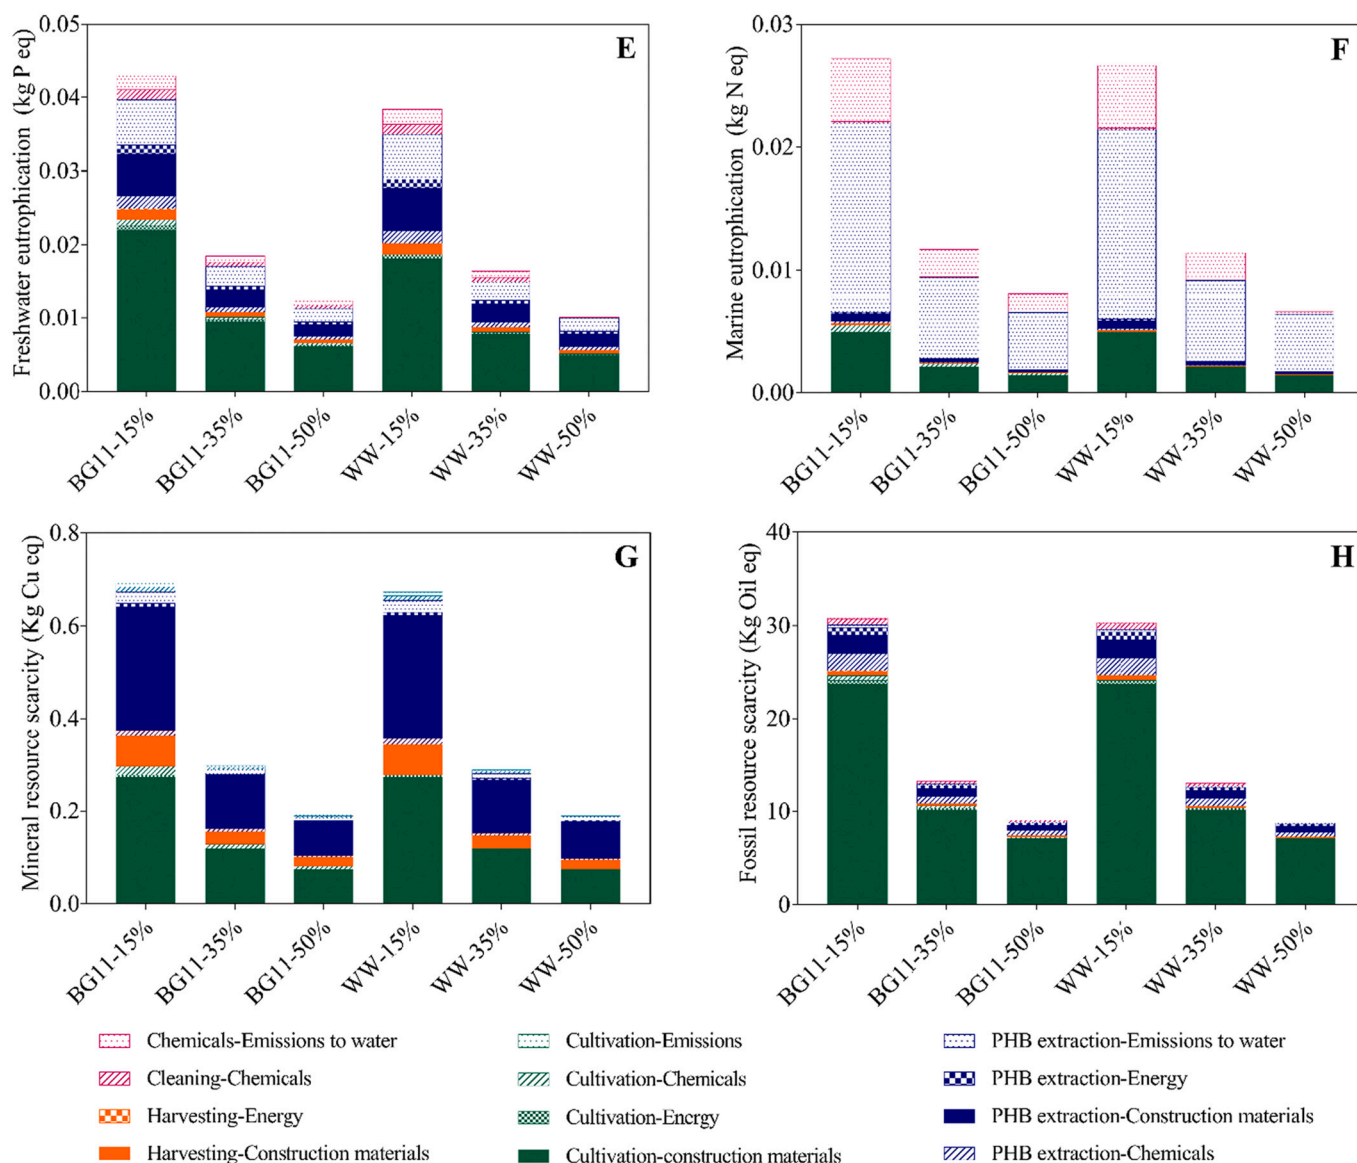 E
Freshwater eutrophication (kg P eq)
0.05
0.04
0.03
0.02
0.01
0.00
BG11-15%
BG11-35%
BG11-50%
WW-15%
WW-35%
WW-50%
F
Marine eutrophication (kg N eq)
0.03
0.02
0.01
0.00
BG11-15%
BG11-35%
BG11-50%
WW-15%
WW-35%
WW-50%
G
Mineral resource scarcity (Kg Cu eq)
0.8
0.6
0.4
0.2
0.0
BG11-15%
BG11-35%
BG11-50%
WW-15%
WW-35%
WW-50%
H
Fossil resource scarcity (Kg Oil eq)
40
30
20
10
0
BG11-15%
BG11-35%
BG11-50%
WW-15%
WW-35%
WW-50%
Chemicals-Emissions to water
Cleaning-Chemicals
Harvesting-Energy
Harvesting-Construction materials
Cultivation-Emissions
Cultivation-Chemicals
Cultivation-Energy
Cultivation-construction materials
PHB extraction-Emissions to water
PHB extraction-Energy
PHB extraction-Construction materials
PHB extraction-Chemicals